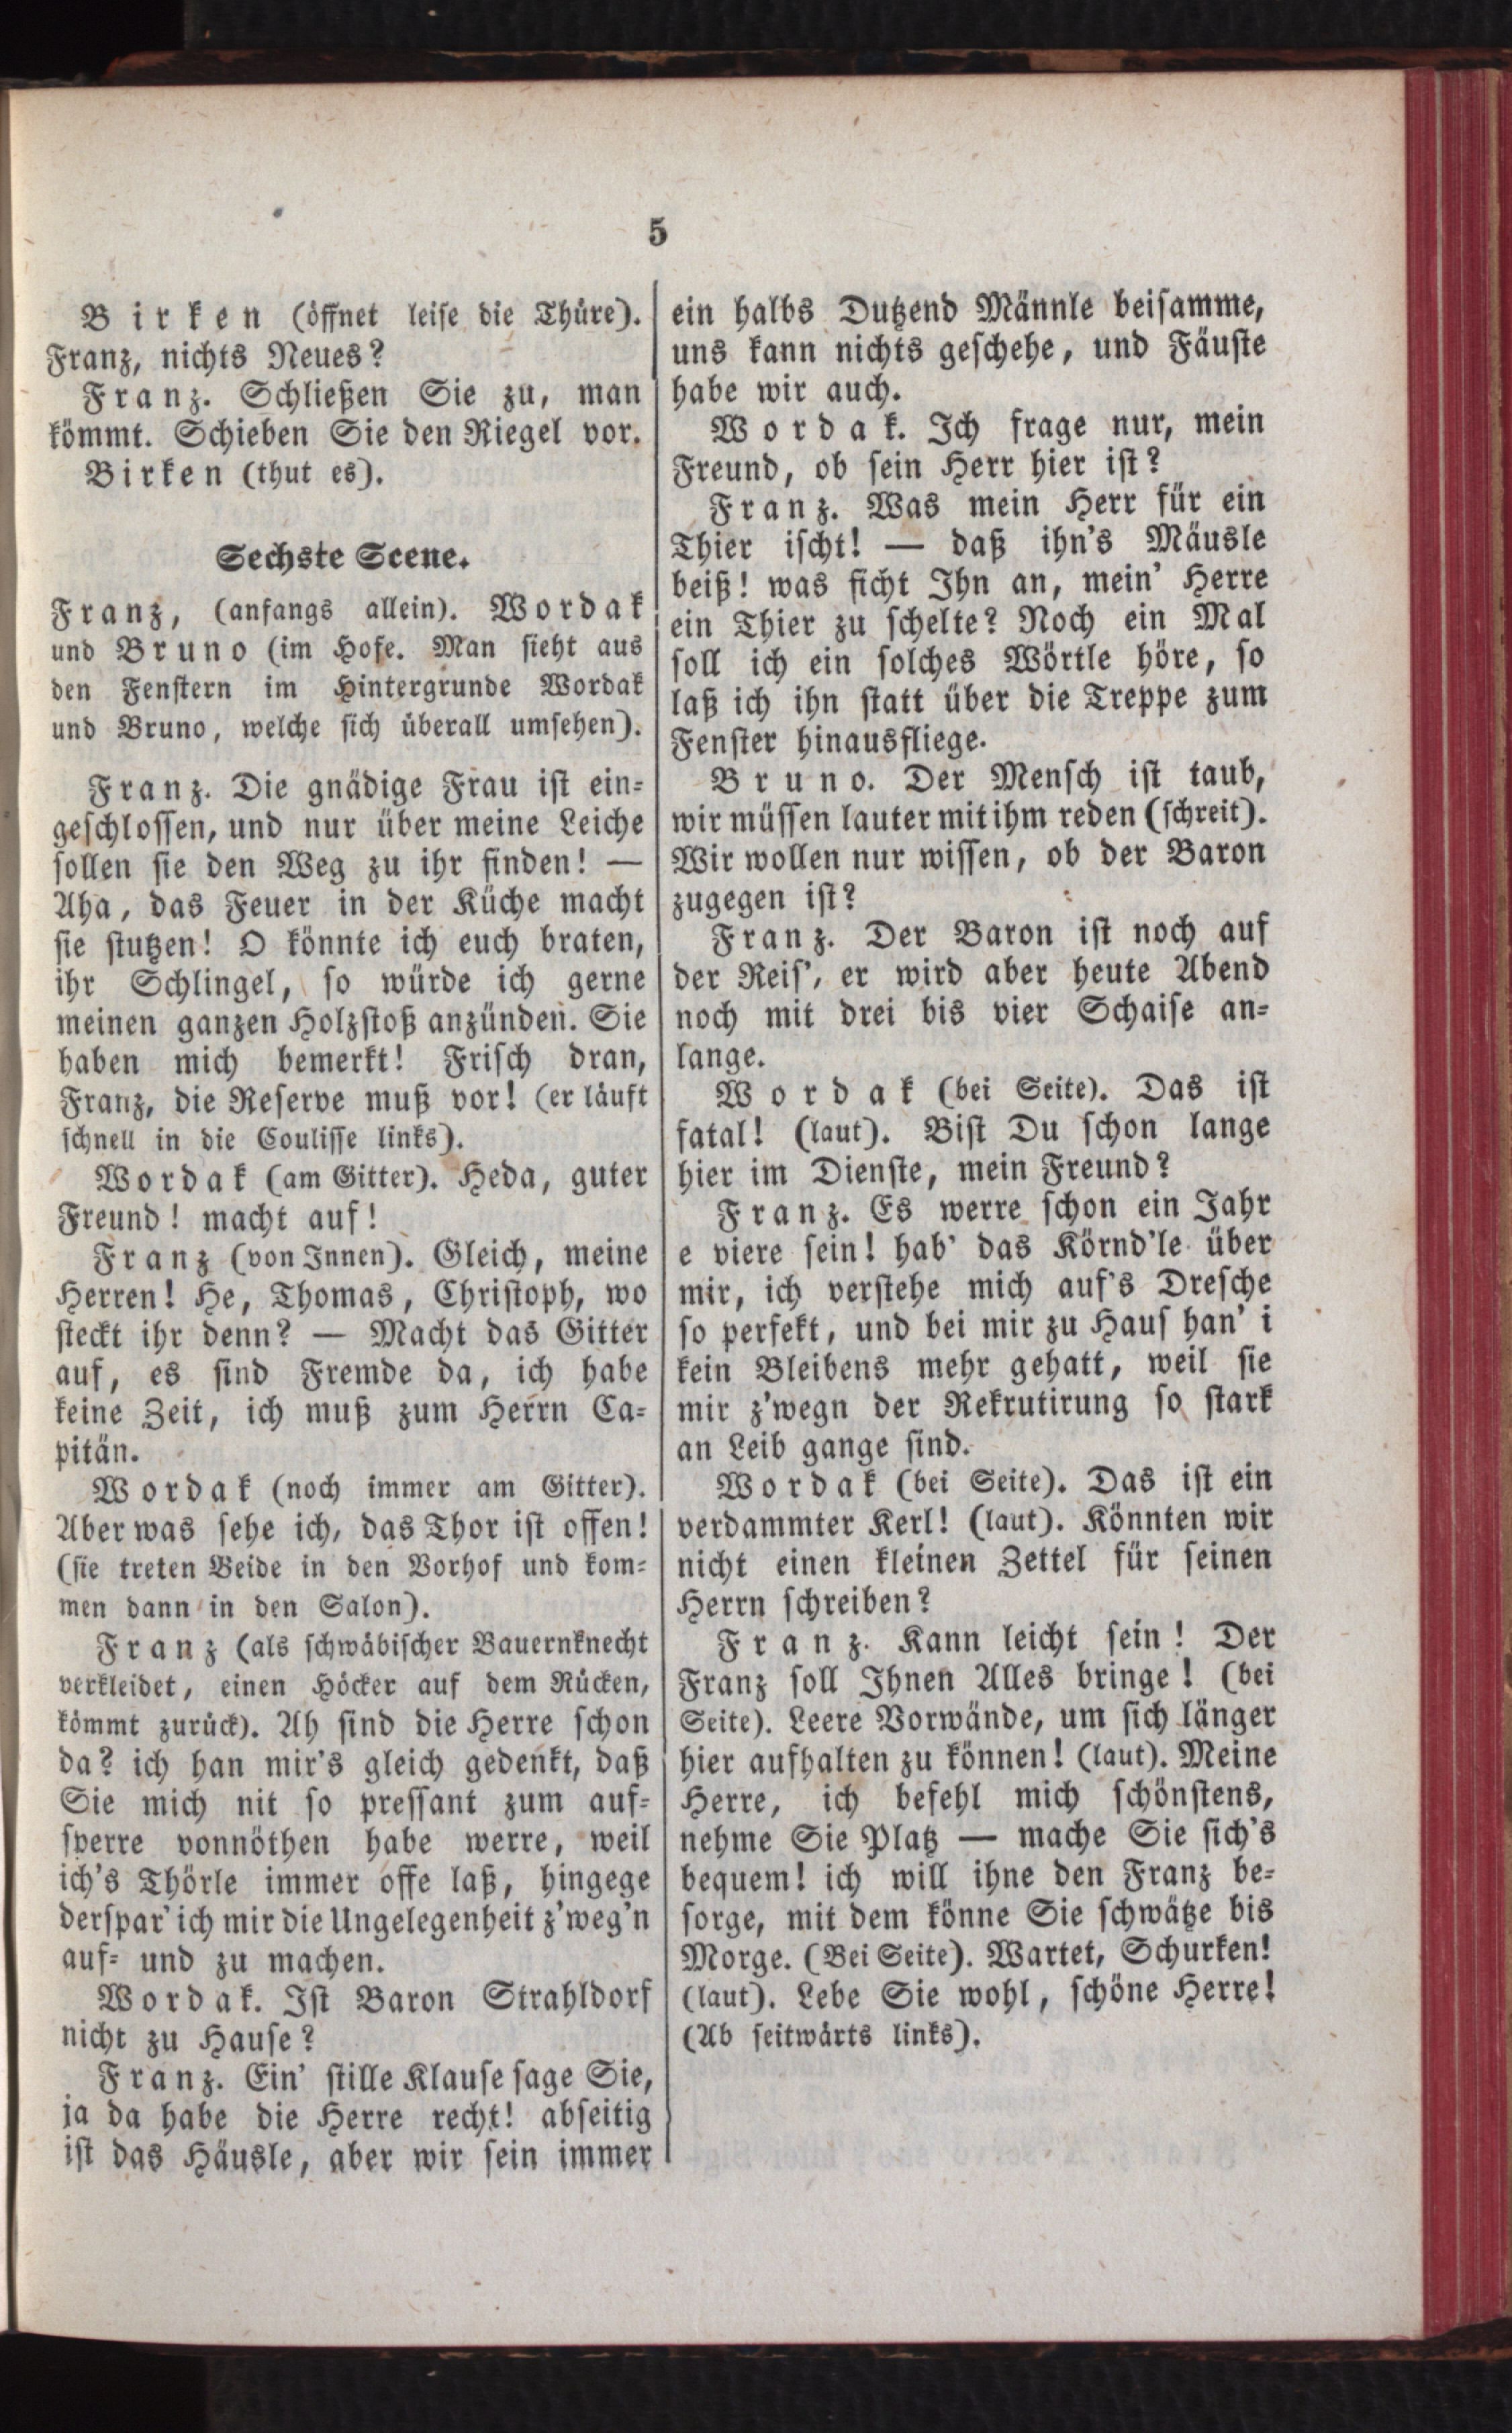 5
Birken (öffnet leise die Thüre).
Franz, nichts Neues?
Franz. Schließen Sie zu, man
kömmt. Schieben Sie den Riegel vor.
Birken (thut es).
Sechste Scene.
Franz, (anfangs allein). Wordak
und Bruno (im Hofe. Man sieht aus
den Fenstern im Hintergrunde Wordak
und Bruno, welche sich überall umsehen).
Franz. Die gnädige Frau ist ein-
geschlossen, und nur über meine Leiche
sollen sie den Weg zu ihr finden! —
Aha, das Feuer in der Küche macht
sie stutzen! O könnte ich euch braten,
ihr Schlingel, so würde ich gerne
meinen ganzen Holzstoß anzünden. Sie
haben mich bemerkt! Frisch dran,
Franz, die Reserve muß vor! (er läuft
schnell in die Coulisse links).
Wordak (am Gitter). Heda, guter
Freund! macht auf!
Franz (von Innen). Gleich, meine
Herren! He, Thomas, Christoph, wo
steckt ihr denn? — Macht das Gitter
auf, es sind Fremde da, ich habe
keine Zeit, ich muß zum Herrn Ca-
pitän.
Wordak (noch immer am Gitter).
Aber was sehe ich, das Thor ist offen!
(sie treten Beide in den Vorhof und kom-
men dann in den Salon).
Franz (als schwäbischer Bauernknecht
verkleidet, einen Höcker auf dem Rücken,
kömmt zurück). Ah sind die Herre schon
da? ich han mir's gleich gedenkt, daß
Sie mich nit so pressant zum auf-
sperre vonnöthen habe werre, weil
ich's Thörle immer offe laß, hingege
derspar' ich mir die Ungelegenheit z'weg'n
auf- und zu machen.
Wordak. Ist Baron Strahldorf
nicht zu Hause?
Franz. Ein' stille Klause sage Sie,
ja da habe die Herre recht! abseitig
ist das Häusle, aber wir sein immer
ein halbs Dutzend Männle beisamme,
uns kann nichts geschehe, und Fäuste
habe wir auch.
Wordak. Ich frage nur, mein
Freund, ob sein Herr hier ist?
Franz. Was mein Herr für ein
Thier ischt! — daß ihn's Mäusle
beiß! was ficht Ihn an, mein' Herre
ein Thier zu schelte? Noch ein Mal
soll ich ein solches Wörtle höre, so
laß ich ihn statt über die Treppe zum
Fenster hinausfliege.
Bruno. Der Mensch ist taub,
wir müssen lauter mit ihm reden (schreit).
Wir wollen nur wissen, ob der Baron
zugegen ist?
Franz. Der Baron ist noch auf
der Reis', er wird aber heute Abend
noch mit drei bis vier Schaise an-
lange.
Wordak (bei Seite). Das ist
fatal! (laut). Bist Du schon lange
hier im Dienste, mein Freund?
Franz. Es werre schon ein Jahr
e viere sein! hab' das Körnd'le über
mir, ich verstehe mich auf's Dresche
so perfekt, und bei mir zu Haus han' i
kein Bleibens mehr gehatt, weil sie
mir z'wegn der Rekrutirung so stark
an Leib gange sind.
Wordak (bei Seite). Das ist ein
verdammter Kerl! (laut). Könnten wir
nicht einen kleinen Zettel für seinen
Herrn schreiben?
Franz. Kann leicht sein! Der
Franz soll Ihnen Alles bringe! (bei
Seite). Leere Vorwände, um sich länger
hier aufhalten zu können! (laut). Meine
Herre, ich befehl mich schönstens,
nehme Sie Platz — mache Sie sich's
bequem! ich will ihne den Franz be-
sorge, mit dem könne Sie schwätze bis
Morge. (Bei Seite). Wartet, Schurken!
(laut). Lebe Sie wohl, schöne Herre!
(Ab seitwärts links).